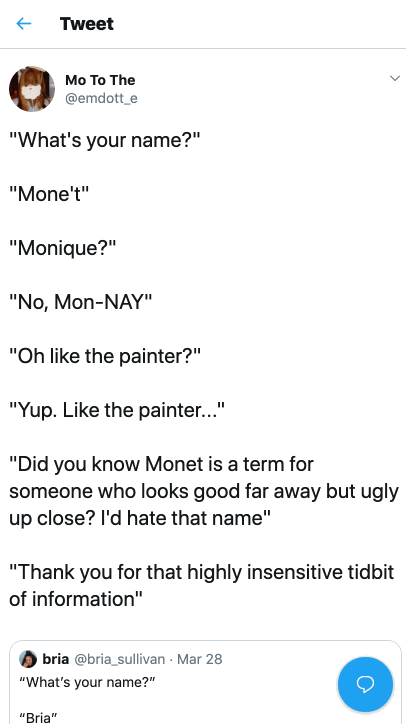 Tweet
Mo To The
@emdott_e
"What's your name?"
"Mone't"
"Monique?"
"No, Mon-NAY"
"Oh like the painter?"
"Yup. Like the painter..."
"Did you know Monet is a term for
someone who looks good far away but ugly
up close? I'd hate that name"
"Thank you for that highly insensitive tidbit
of information"
bria @bria_sullivan · Mar 28
“What’s your name?”
“Bria”